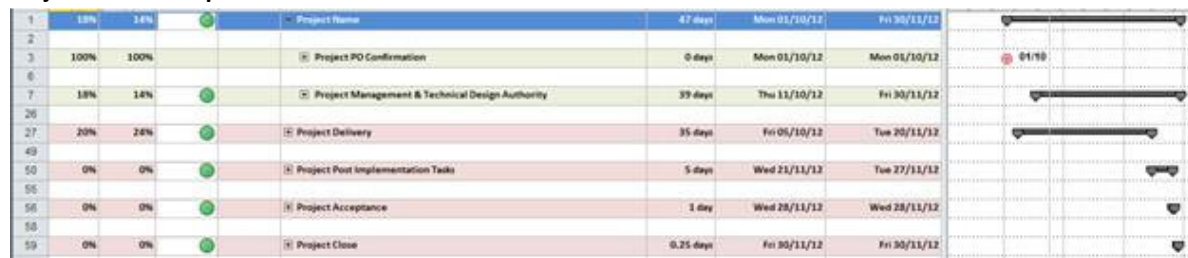 1 18% 14% Project Name 47 days Mon 01/10/12 Fri 30/11/12
2
3 100% 100% Project PO Confirmation 0 days Mon 01/10/12 Mon 01/10/12 01/10
6
7 18% 14% Project Management & Technical Design Authority 39 days Thu 11/10/12 Fri 30/11/12
26
27 20% 24% Project Delivery 35 days Fri 05/10/12 Tue 20/11/12
49
50 0% 0% Project Post Implementation Tasks 5 days Wed 21/11/12 Tue 27/11/12
55
56 0% 0% Project Acceptance 1 day Wed 28/11/12 Wed 28/11/12
58
59 0% 0% Project Close 0.25 days Fri 30/11/12 Fri 30/11/12